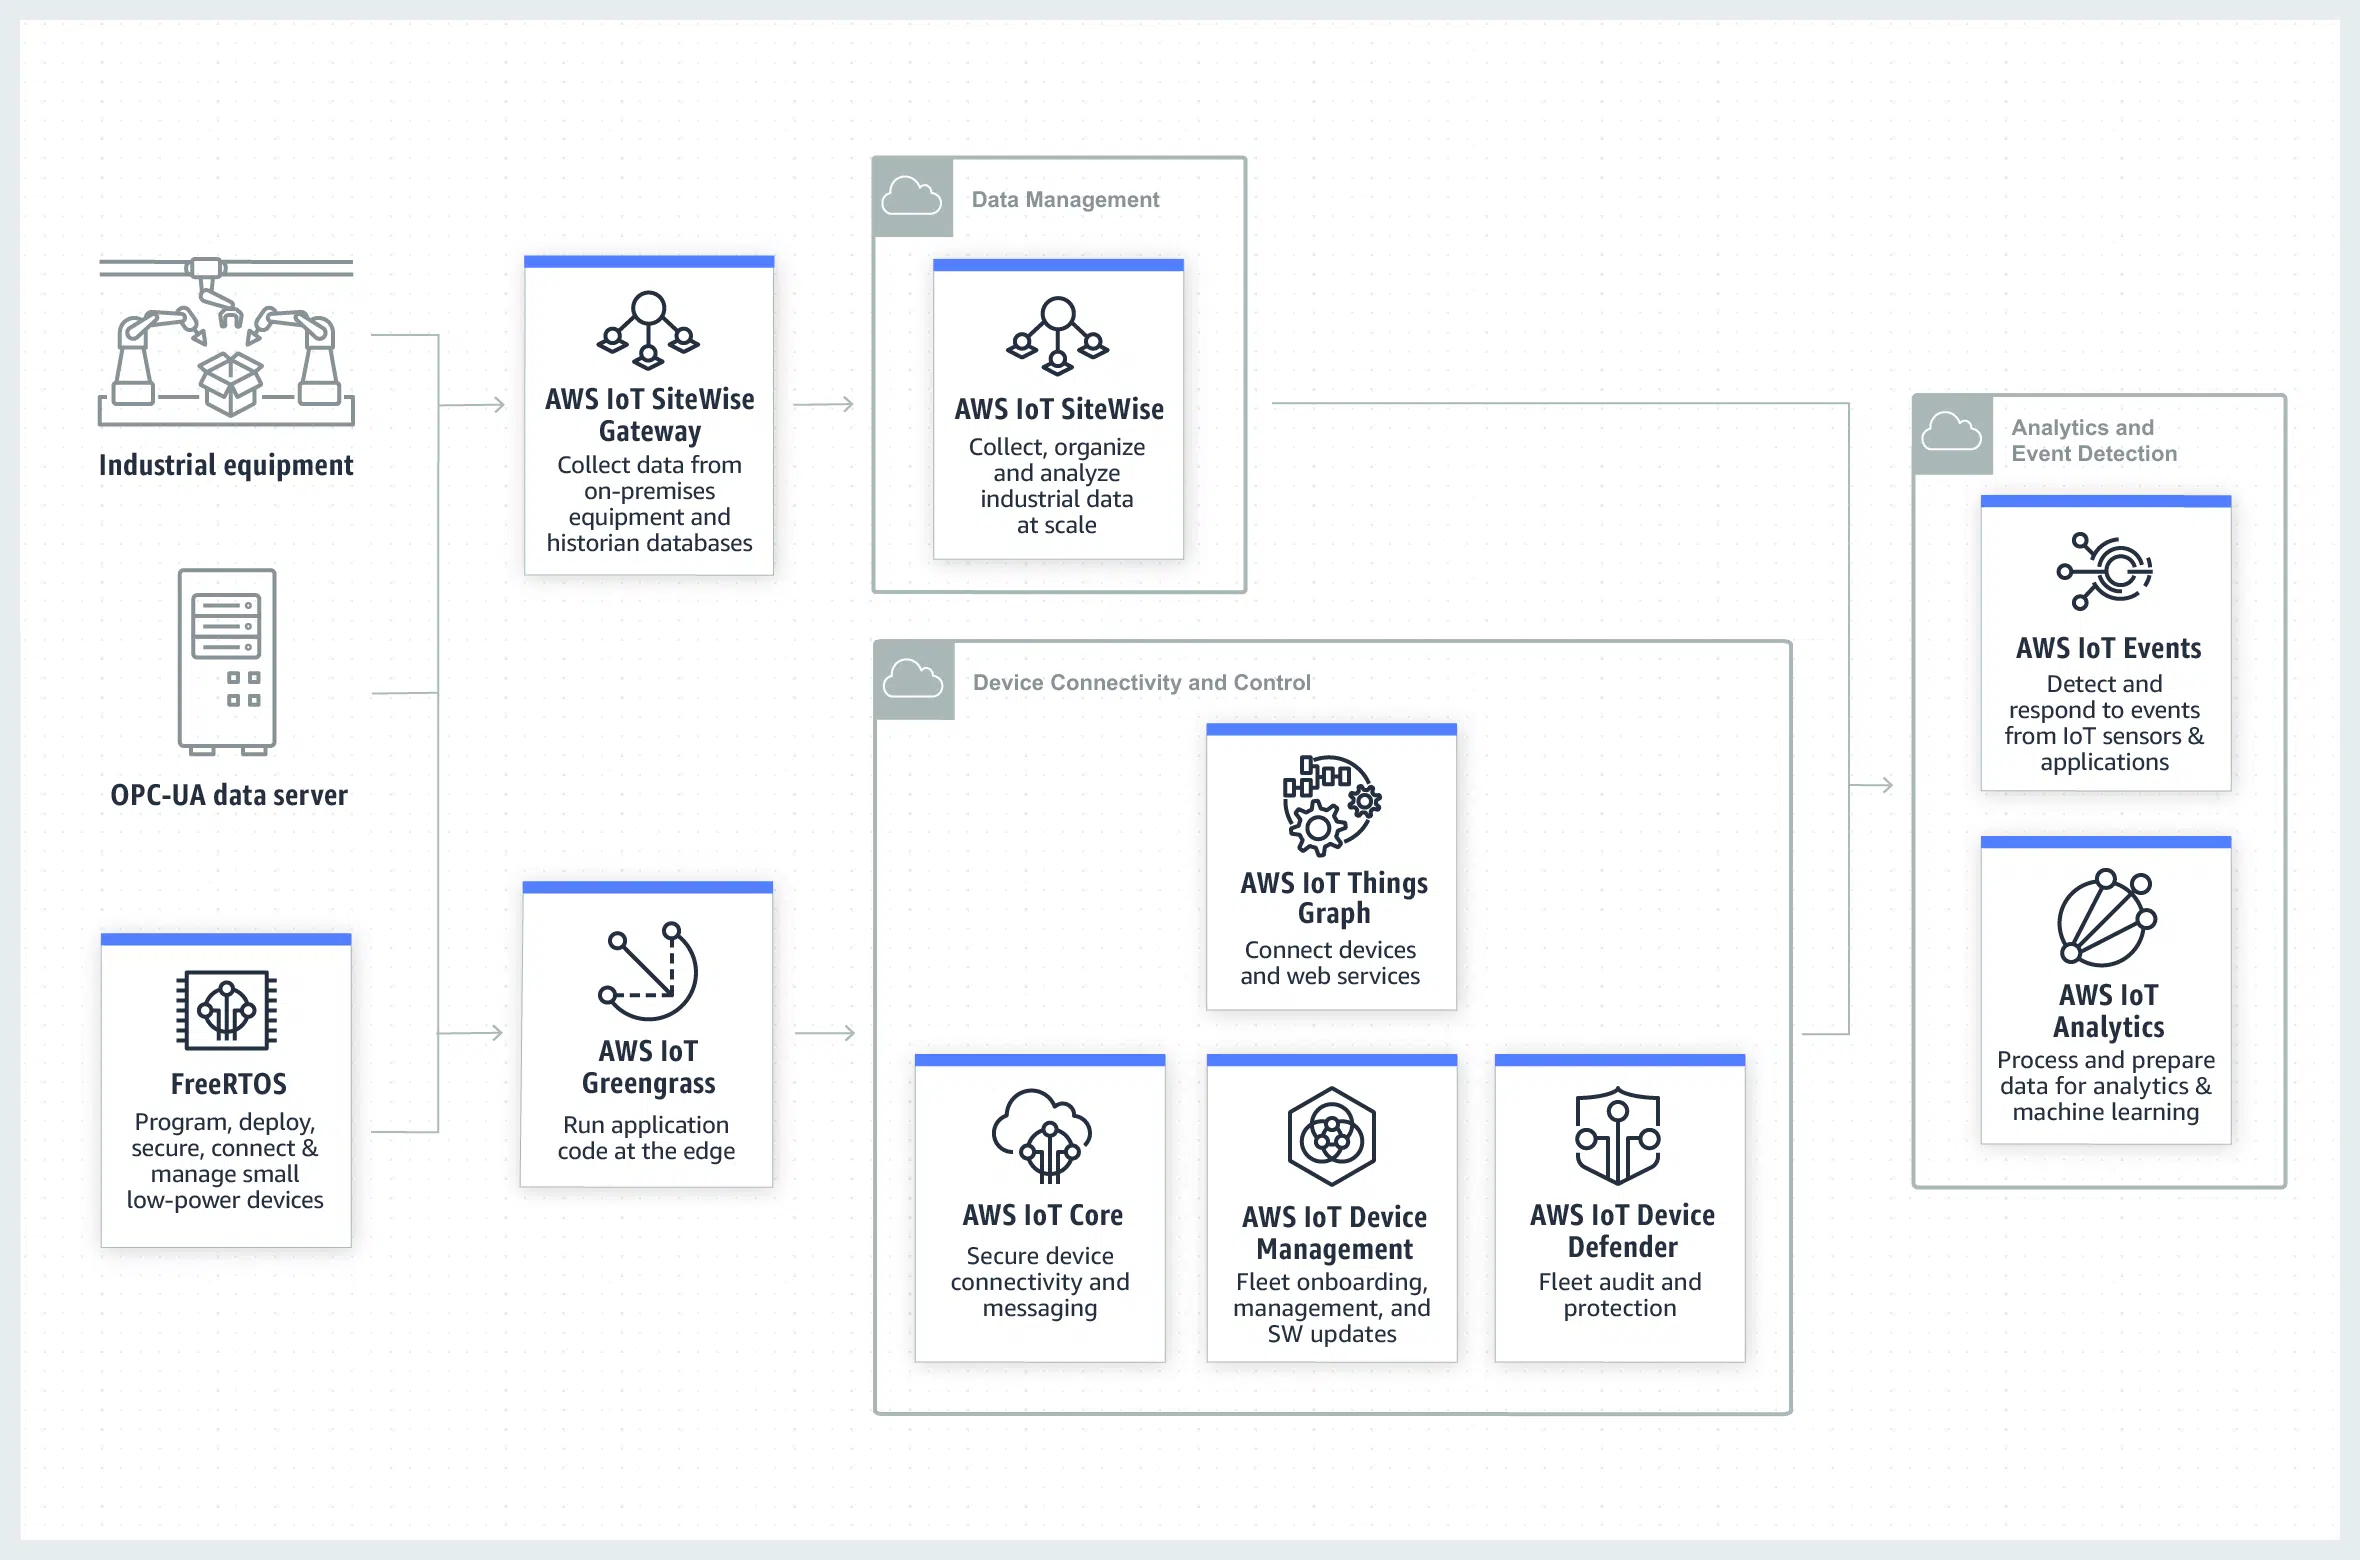 Industrial equipment
OPC-UA data server
FreeRTOS
Program, deploy,
secure, connect &
manage small
low-power devices
AWS IoT SiteWise
Gateway
Collect data from
on-premises
equipment and
historian databases
AWS IoT
Greengrass
Run application
code at the edge
Data Management
AWS IoT SiteWise
Collect, organize
and analyze
industrial data
at scale
Device Connectivity and Control
AWS IoT Things
Graph
Connect devices
and web services
AWS IoT Core
Secure device
connectivity and
messaging
AWS IoT Device
Management
Fleet onboarding,
management, and
SW updates
AWS IoT Device
Defender
Fleet audit and
protection
Analytics and
Event Detection
AWS IoT Events
Detect and
respond to events
from IoT sensors &
applications
AWS IoT
Analytics
Process and prepare
data for analytics &
machine learning